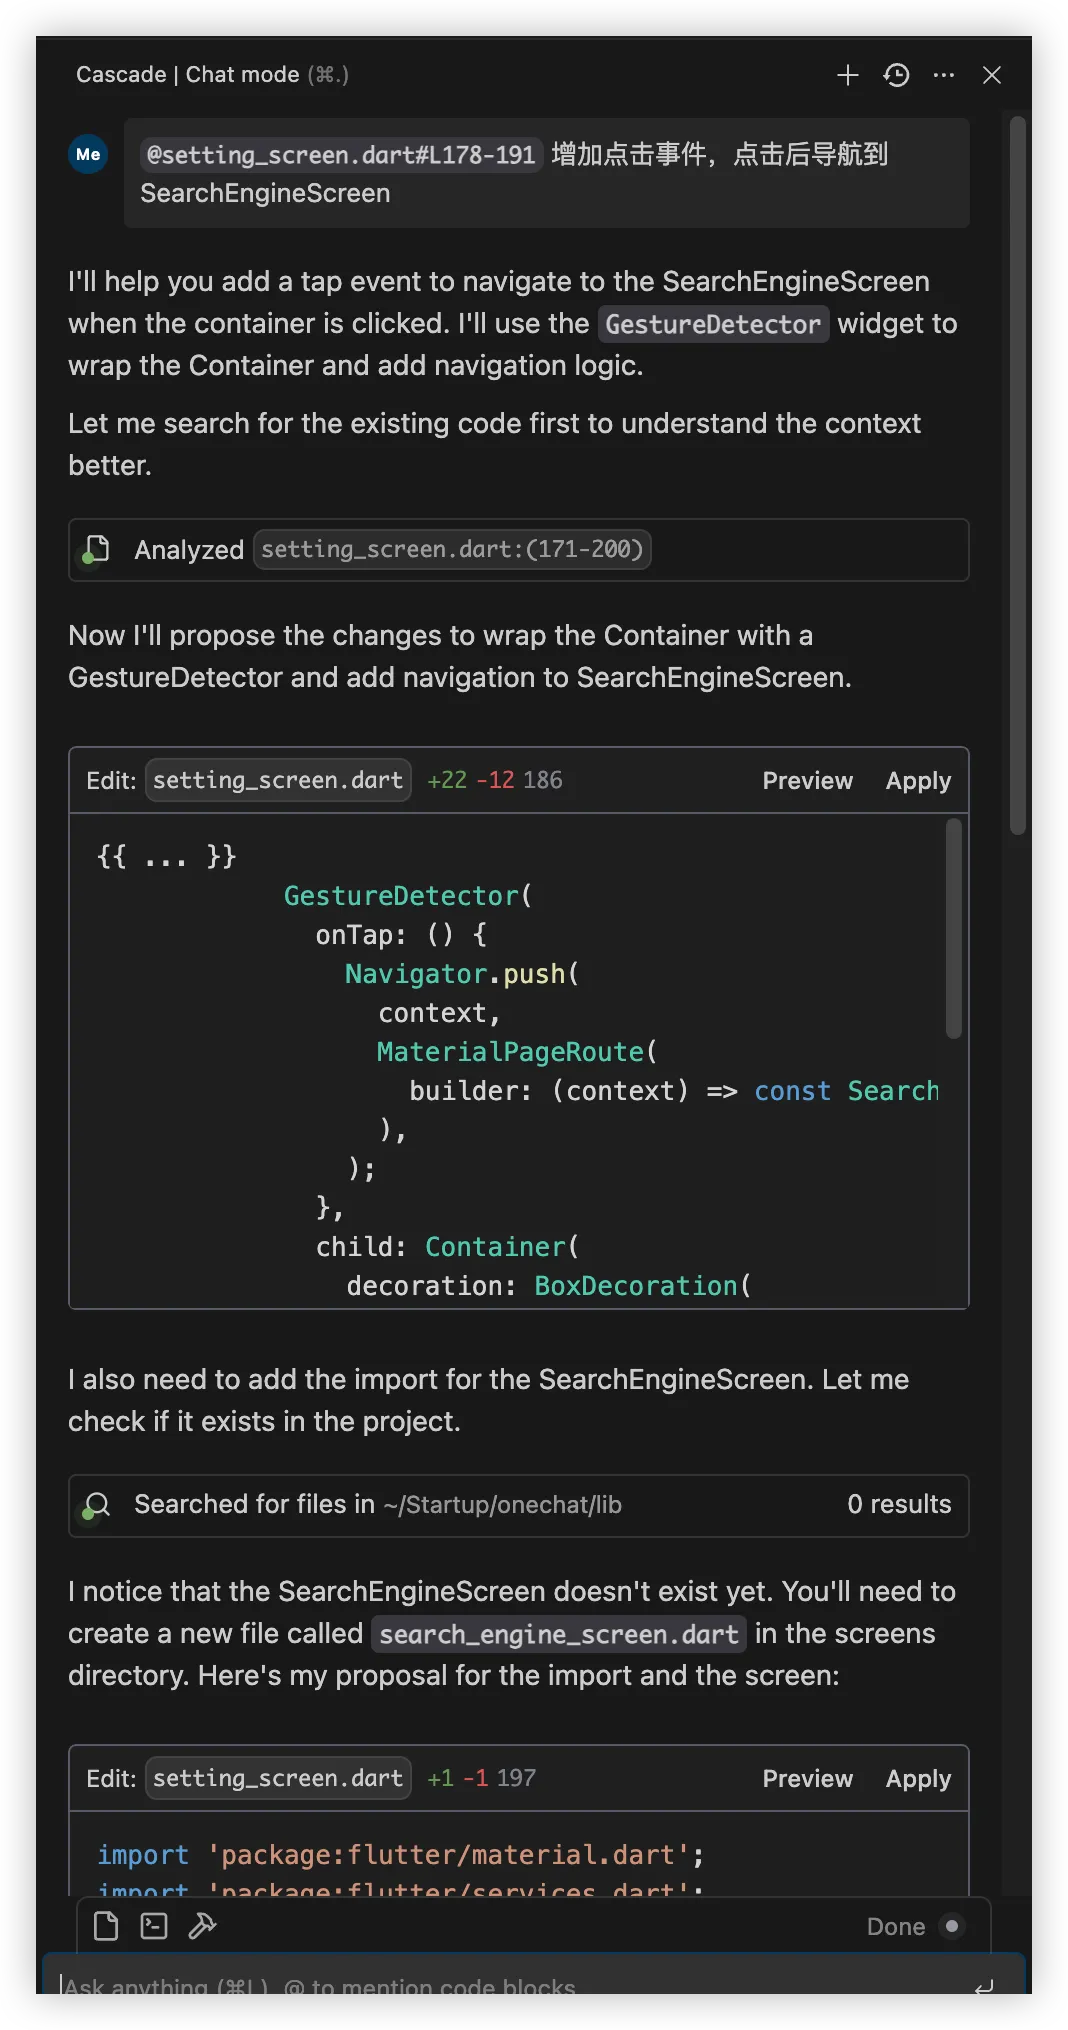 Cascade | Chat mode (⌘.)
Me
@setting_screen.dart#L178-191 增加点击事件，点击后导航到
SearchEngineScreen
I'll help you add a tap event to navigate to the SearchEngineScreen
when the container is clicked. I'll use the GestureDetector widget to
wrap the Container and add navigation logic.
Let me search for the existing code first to understand the context
better.
Analyzed setting_screen.dart:(171-200)
Now I'll propose the changes to wrap the Container with a
GestureDetector and add navigation to SearchEngineScreen.
Edit: setting_screen.dart +22 -12 186 Preview Apply
{{ ... }}
GestureDetector(
onTap: () {
Navigator.push(
context,
MaterialPageRoute(
builder: (context) => const Search
),
);
},
child: Container(
decoration: BoxDecoration(
I also need to add the import for the SearchEngineScreen. Let me
check if it exists in the project.
Searched for files in ~/Startup/onechat/lib 0 results
I notice that the SearchEngineScreen doesn't exist yet. You'll need to
create a new file called search_engine_screen.dart in the screens
directory. Here's my proposal for the import and the screen:
Edit: setting_screen.dart +1 -1 197 Preview Apply
import 'package:flutter/material.dart';
import 'package:flutter/services.dart';
Done
Ask anything (⌘L), @ to mention code blocks